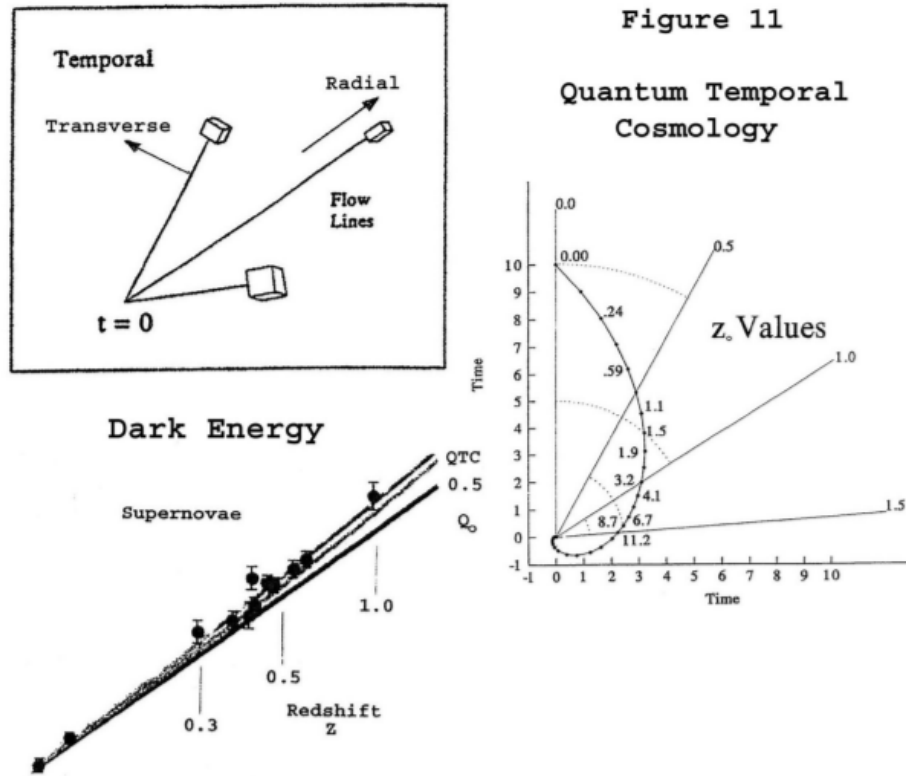 Figure 11
Quantum Temporal
Cosmology
Temporal
Radial
Transverse
Flow
Lines
t = 0
Dark Energy
QTC
0.5
Q₀
Supernovae
1.0
0.5
0.3
Redshift
Z
0.0
0.5
0.00
10
9
.24
8
z₀ Values
7
1.0
.59
6
5
1.1
1.5
4
1.9
3
3.2
2
4.1
1.5
1
8.7
6.7
0
11.2
-1
-1
0
1
2
3
4
5
6
7
8
9
10
Time
Time